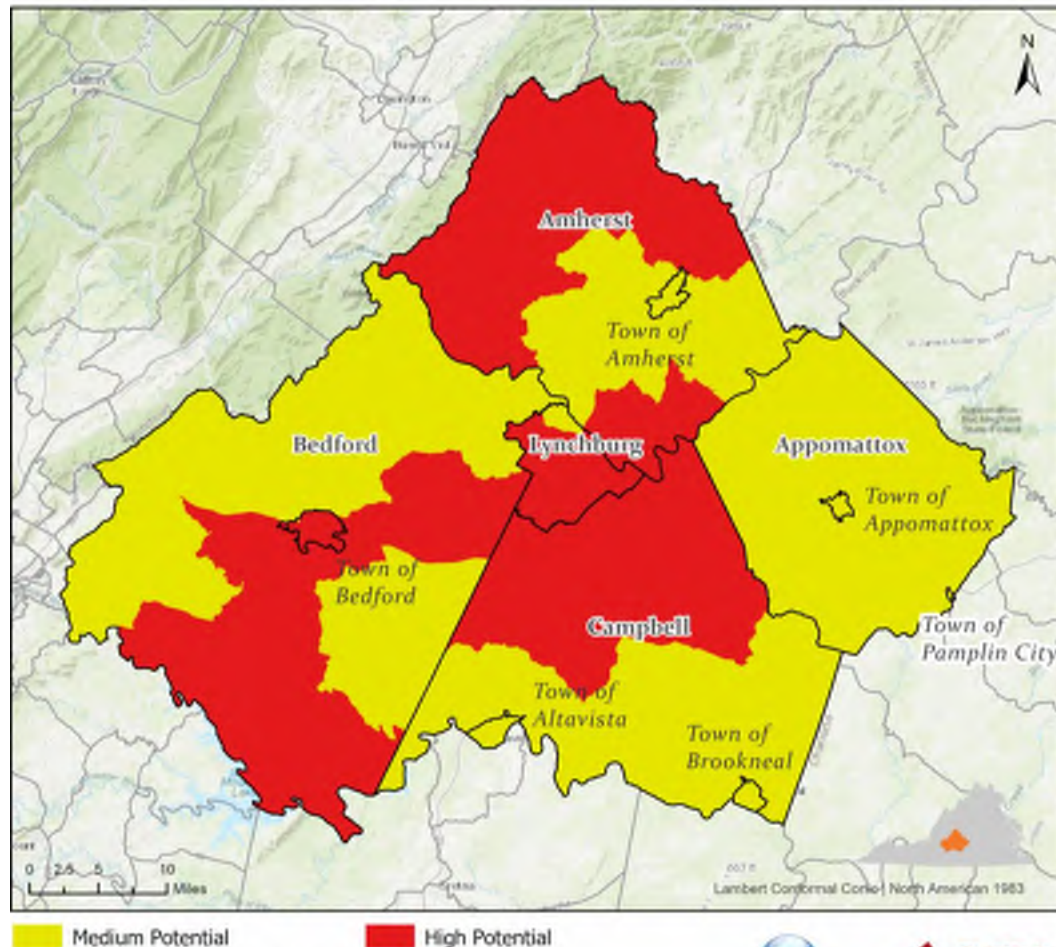 N
Amherst
Town of
Amherst
Bedford
Lynchburg
Appomattox
Town of
Appomattox
Town of
Bedford
Campbell
Town of
Pamplin City
Town of
Altavista
Town of
Brookneal
0 2.5 5 10
Miles
Lambert Conformal Conic | North American 1983
Medium Potential
High Potential